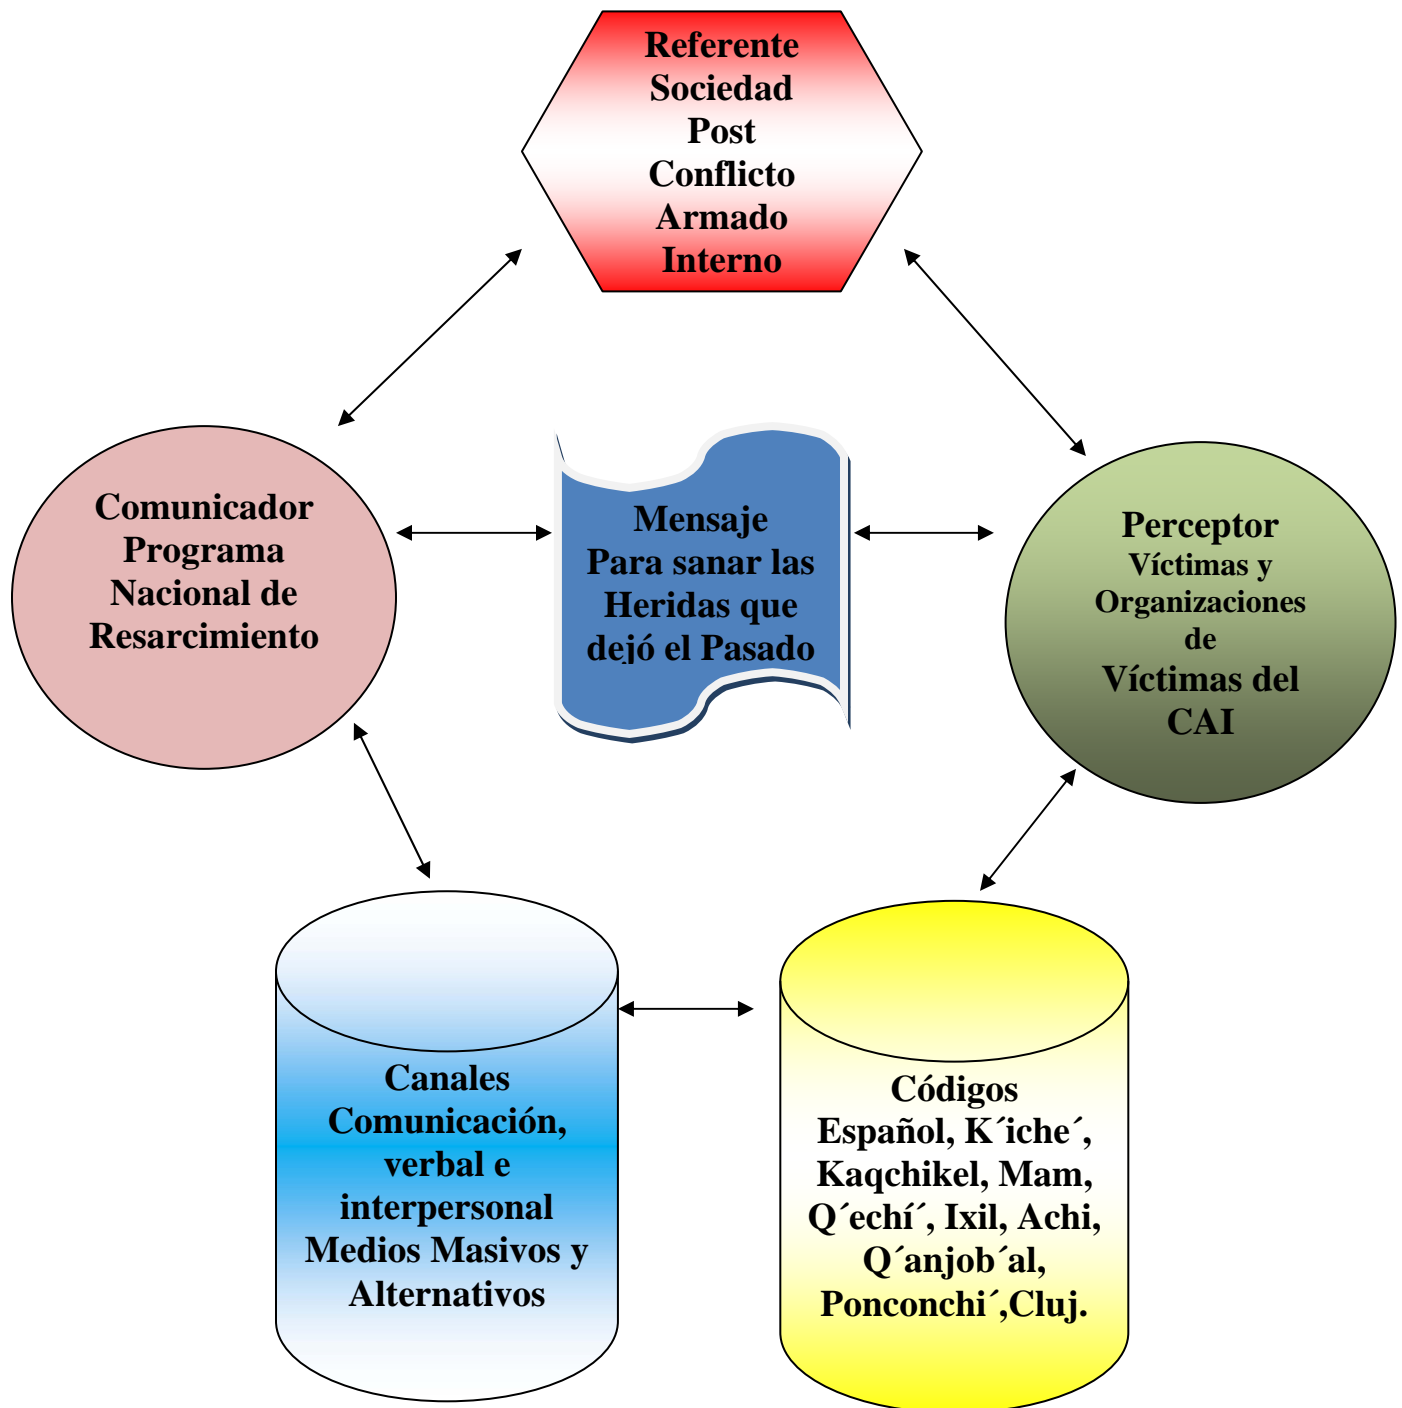 Referente
Sociedad
Post
Conflicto
Armado
Interno
Comunicador
Programa
Nacional de
Resarcimiento
Mensaje
Para sanar las
Heridas que
dejó el Pasado
Perceptor
Víctimas y
Organizaciones
de
Víctimas del
CAI
Canales
Comunicación,
verbal e
interpersonal
Medios Masivos y
Alternativos
Códigos
Español, K´iche´,
Kaqchikel, Mam,
Q´echí´, Ixil, Achi,
Q´anjob´al,
Ponconchi´,Cluj.